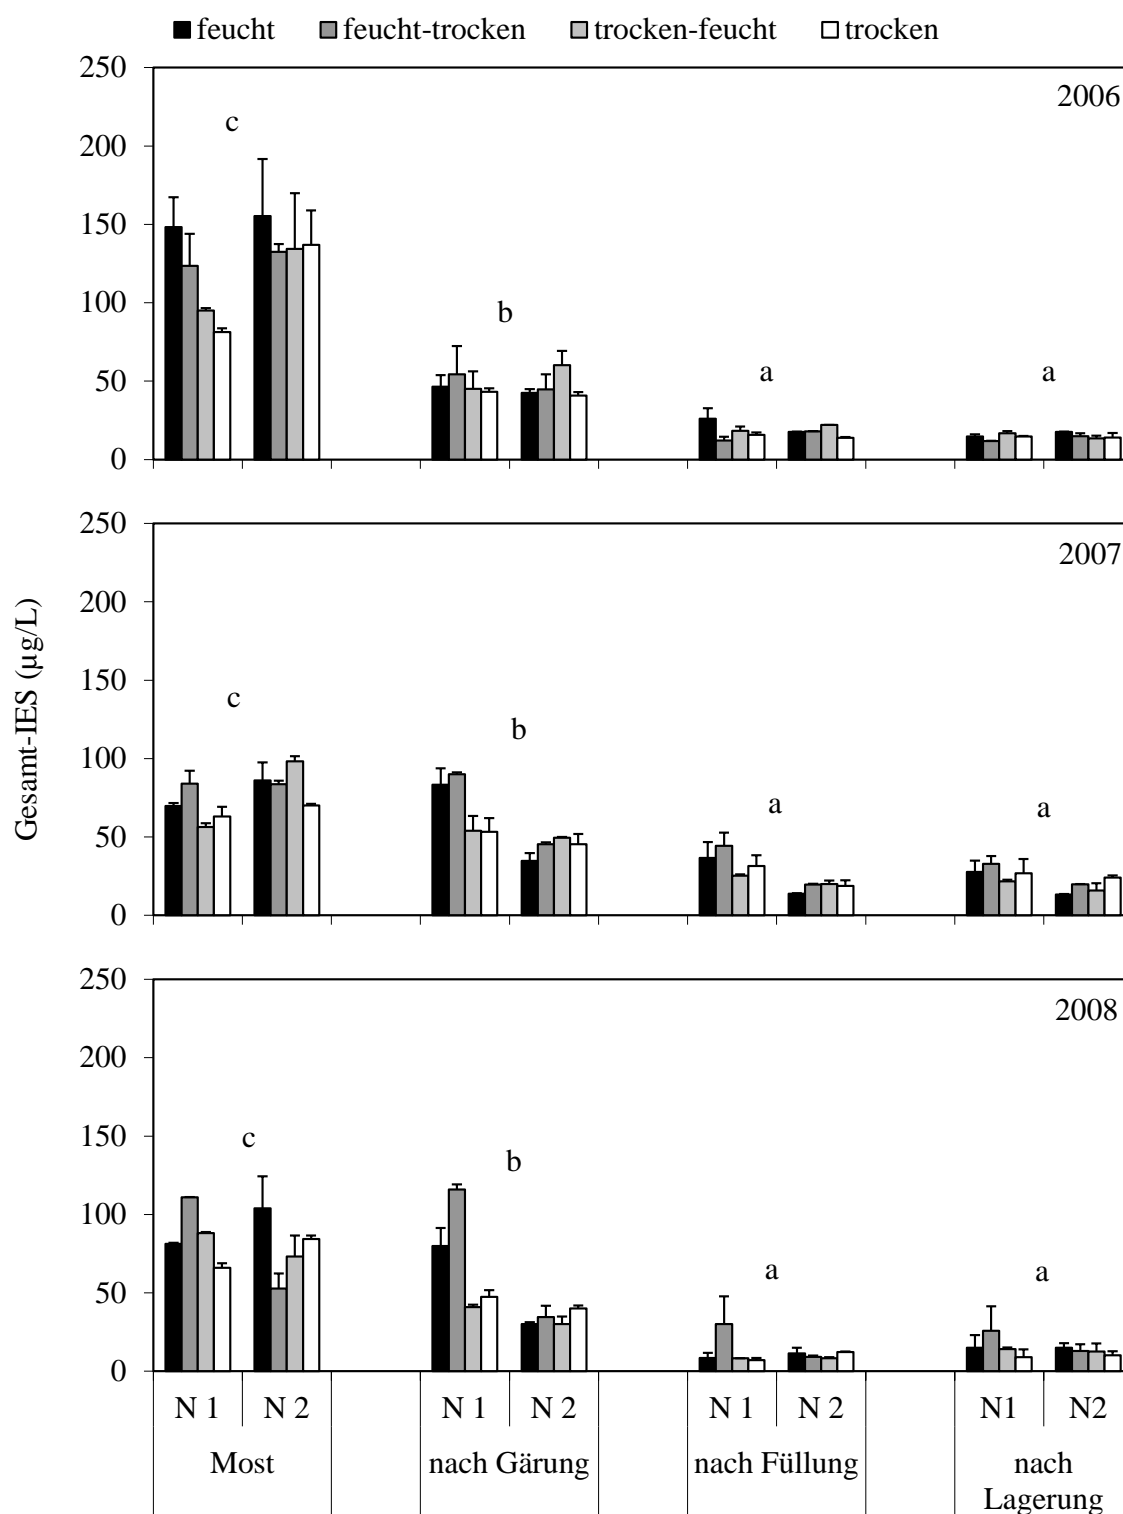 feucht feucht-trocken trocken-feucht trocken
250
2006
200
c
150
100
b
50
a a
0
250
2007
200
150
c
b
100
a a
50
0
Gesamt-IES (µg/L)
250
2008
200
150
c
b
100
a a
50
0
N 1 N 2 N 1 N 2 N 1 N 2 N1 N2
Most nach Gärung nach Füllung nach
Lagerung